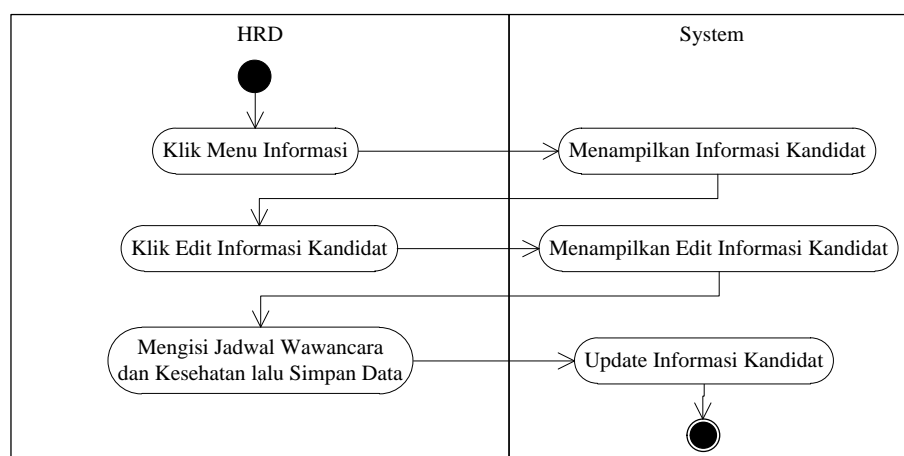 HRD
System
Klik Menu Informasi
Menampilkan Informasi Kandidat
Klik Edit Informasi Kandidat
Menampilkan Edit Informasi Kandidat
Mengisi Jadwal Wawancara
dan Kesehatan lalu Simpan Data
Update Informasi Kandidat